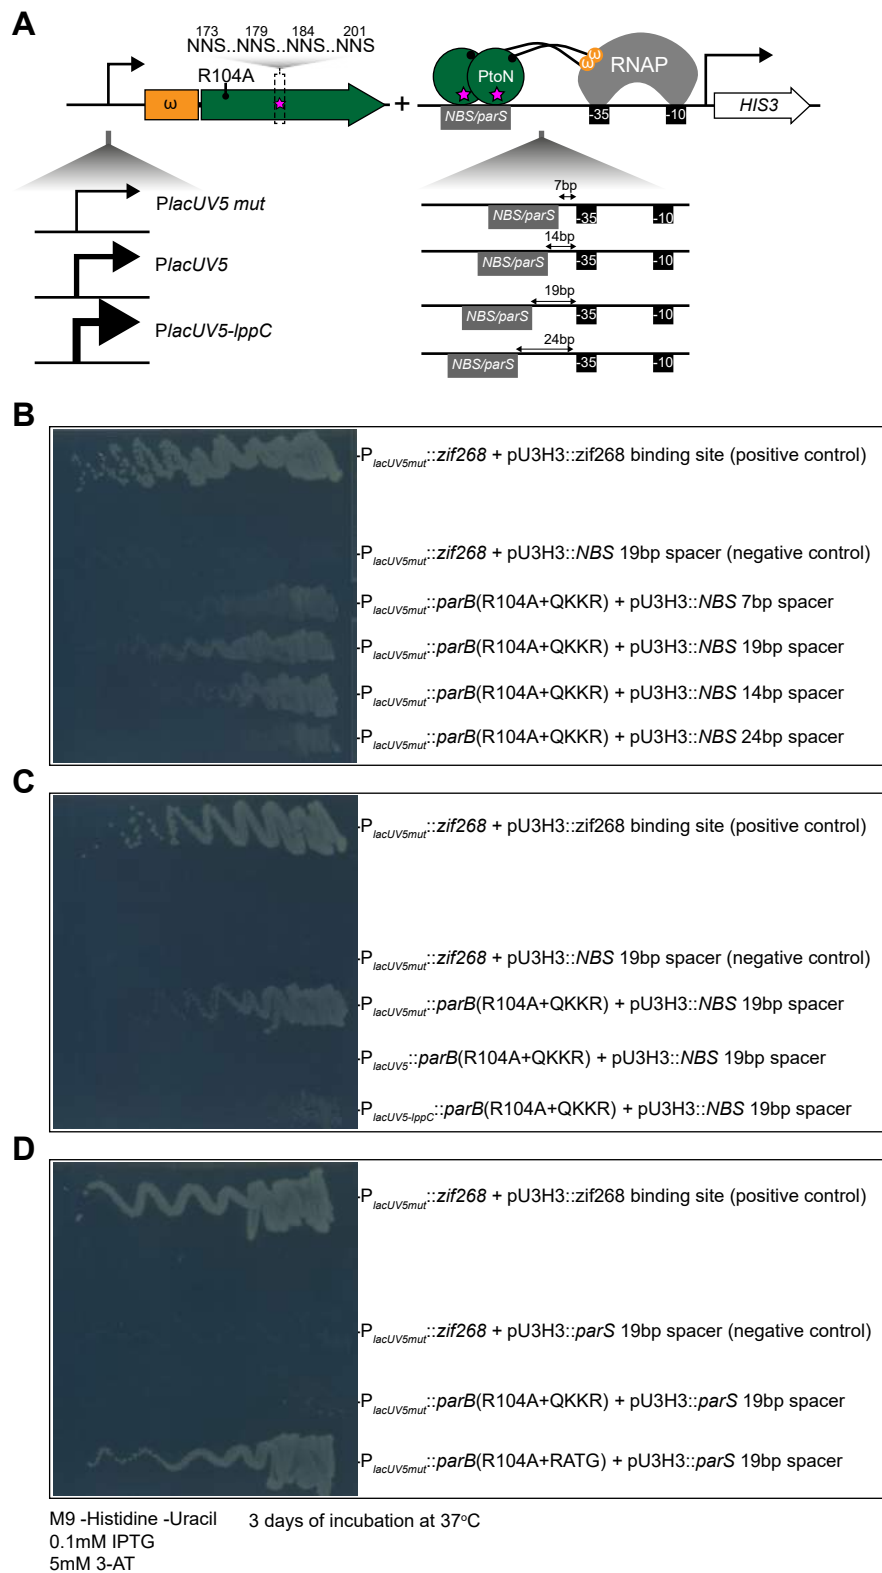 A
173 179 184 201
NNS..NNS..NNS..NNS
R104A
ω
+
PtoN
ω ω
RNAP
NBS/parS
-35
-10
HIS3
PlacUV5 mut
PlacUV5
PlacUV5-lppC
7bp
NBS/parS
-35
-10
14bp
NBS/parS
-35
-10
19bp
NBS/parS
-35
-10
24bp
NBS/parS
-35
-10
B
-PlacUV5mut::zif268 + pU3H3::zif268 binding site (positive control)
-PlacUV5mut::zif268 + pU3H3::NBS 19bp spacer (negative control)
-PlacUV5mut::parB(R104A+QKKR) + pU3H3::NBS 7bp spacer
-PlacUV5mut::parB(R104A+QKKR) + pU3H3::NBS 19bp spacer
-PlacUV5mut::parB(R104A+QKKR) + pU3H3::NBS 14bp spacer
-PlacUV5mut::parB(R104A+QKKR) + pU3H3::NBS 24bp spacer
C
-PlacUV5mut::zif268 + pU3H3::zif268 binding site (positive control)
-PlacUV5mut::zif268 + pU3H3::NBS 19bp spacer (negative control)
-PlacUV5mut::parB(R104A+QKKR) + pU3H3::NBS 19bp spacer
-PlacUV5::parB(R104A+QKKR) + pU3H3::NBS 19bp spacer
-PlacUV5-lppC::parB(R104A+QKKR) + pU3H3::NBS 19bp spacer
D
-PlacUV5mut::zif268 + pU3H3::zif268 binding site (positive control)
-PlacUV5mut::zif268 + pU3H3::parS 19bp spacer (negative control)
-PlacUV5mut::parB(R104A+QKKR) + pU3H3::parS 19bp spacer
-PlacUV5mut::parB(R104A+RATG) + pU3H3::parS 19bp spacer
M9 -Histidine -Uracil 3 days of incubation at 37°C
0.1mM IPTG
5mM 3-AT